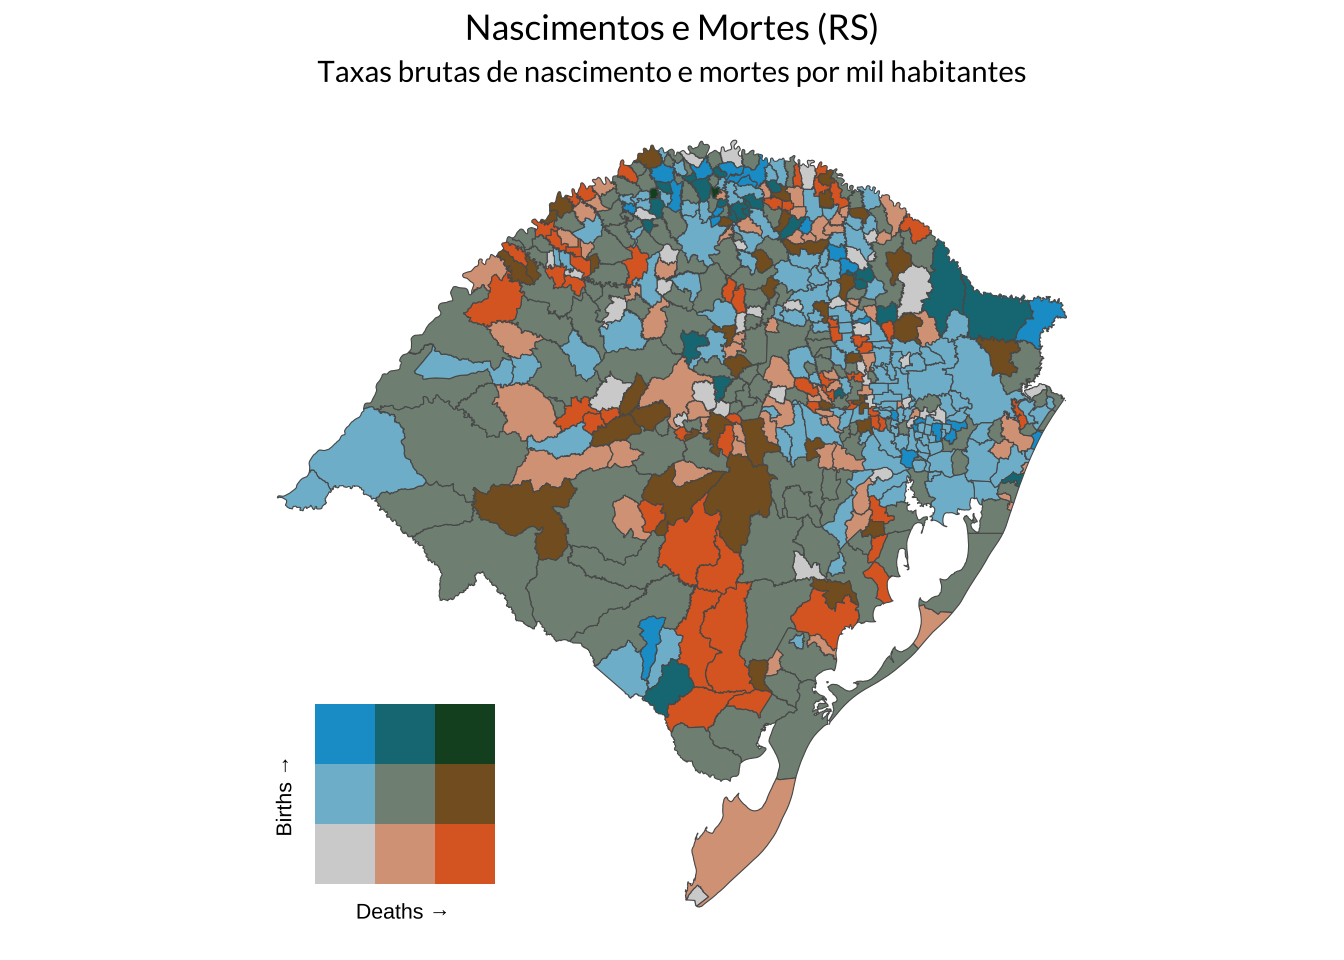 Nascimentos e Mortes (RS)
Taxas brutas de nascimento e mortes por mil habitantes
Births →
Deaths →